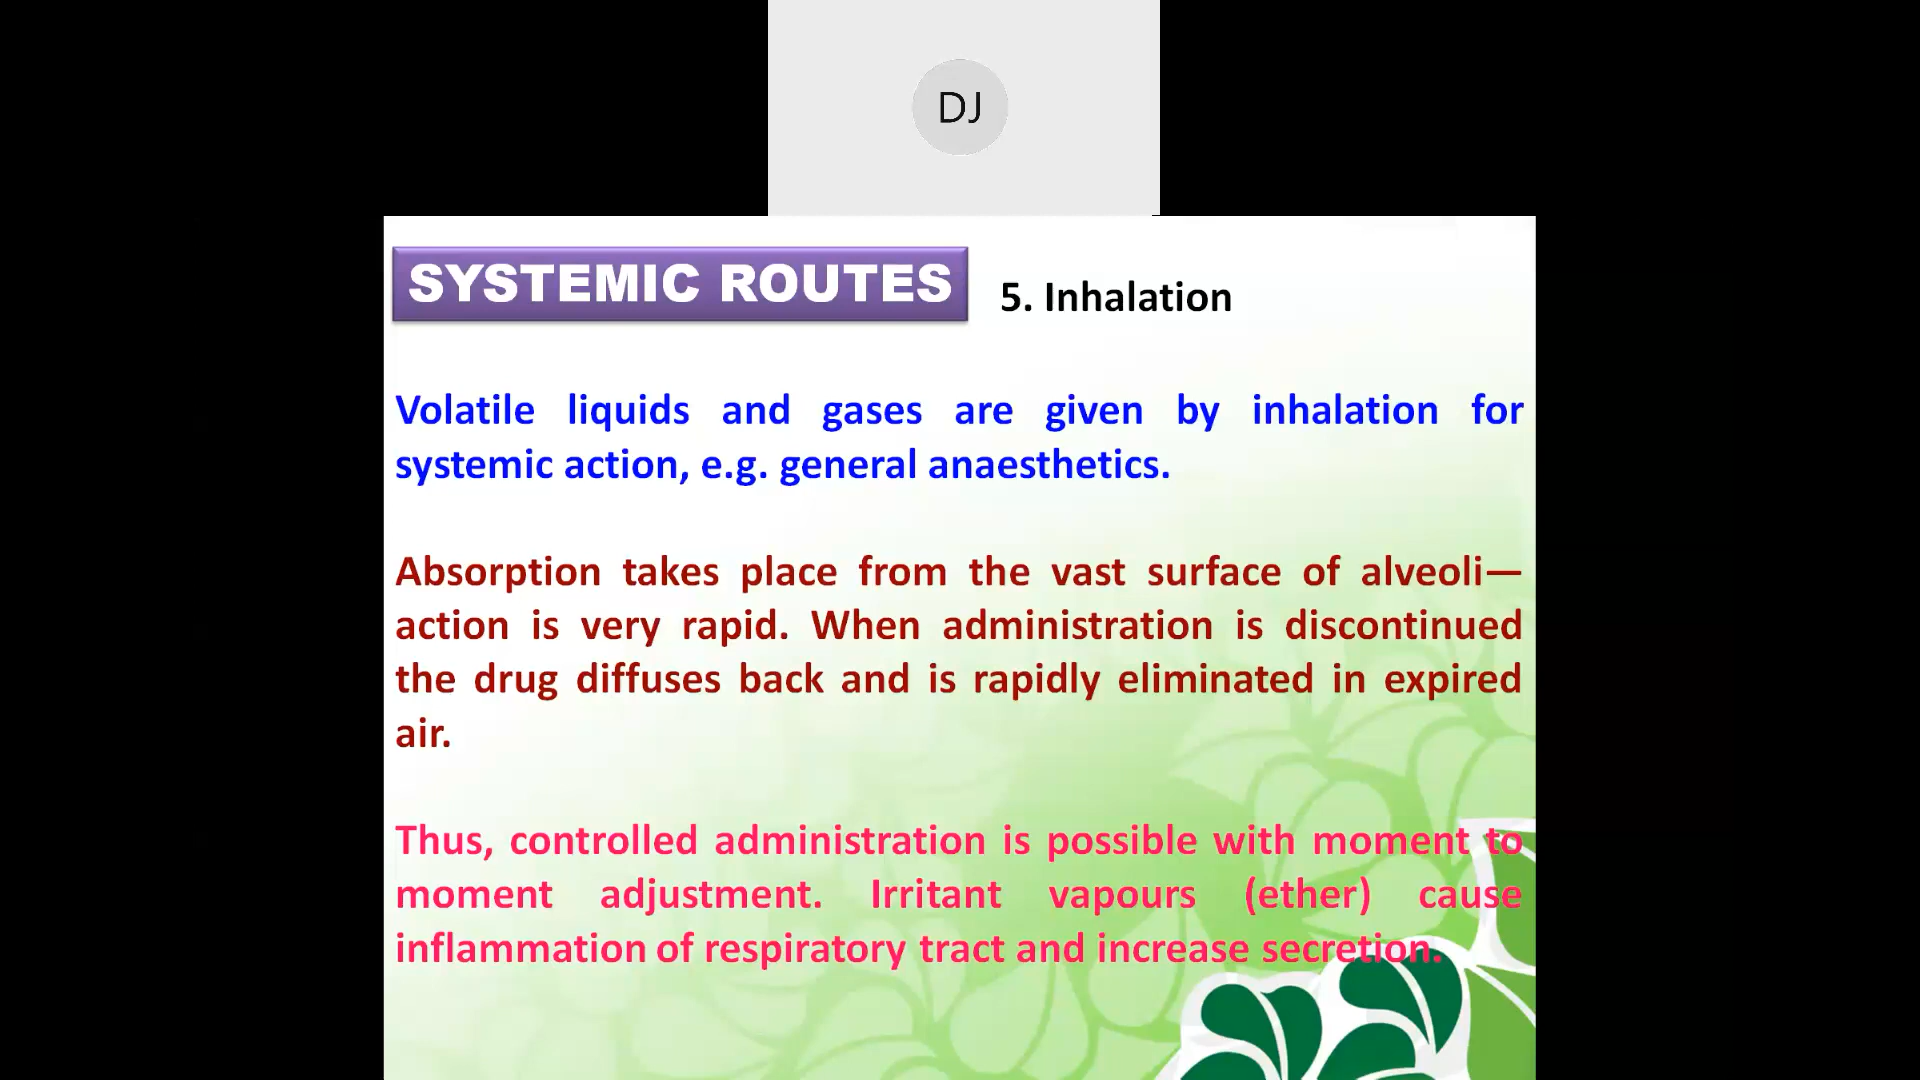 DJ
SYSTEMIC ROUTES
5. Inhalation
Volatile liquids and gases are given by inhalation for
systemic action, e.g. general anaesthetics.
Absorption takes place from the vast surface of alveoli—
action is very rapid. When administration is discontinued
the drug diffuses back and is rapidly eliminated in expired
air.
Thus, controlled administration is possible with moment to
moment adjustment. Irritant vapours (ether) cause
inflammation of respiratory tract and increase secretion.